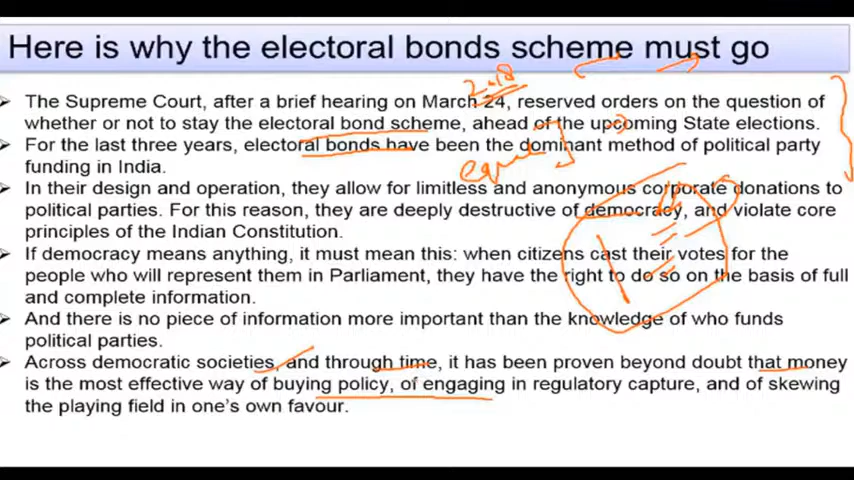 Here is why the electoral bonds scheme must go
2018
The Supreme Court, after a brief hearing on March 24, reserved orders on the question of
whether or not to stay the electoral bond scheme, ahead of the upcoming State elections.
For the last three years, electoral bonds have been the dominant method of political party
funding in India.
In their design and operation, they allow for limitless and anonymous corporate donations to
political parties. For this reason, they are deeply destructive of democracy, and violate core
principles of the Indian Constitution.
If democracy means anything, it must mean this: when citizens cast their votes for the
people who will represent them in Parliament, they have the right to do so on the basis of full
and complete information.
And there is no piece of information more important than the knowledge of who funds
political parties.
Across democratic societies, and through time, it has been proven beyond doubt that money
is the most effective way of buying policy, of engaging in regulatory capture, and of skewing
the playing field in one's own favour.